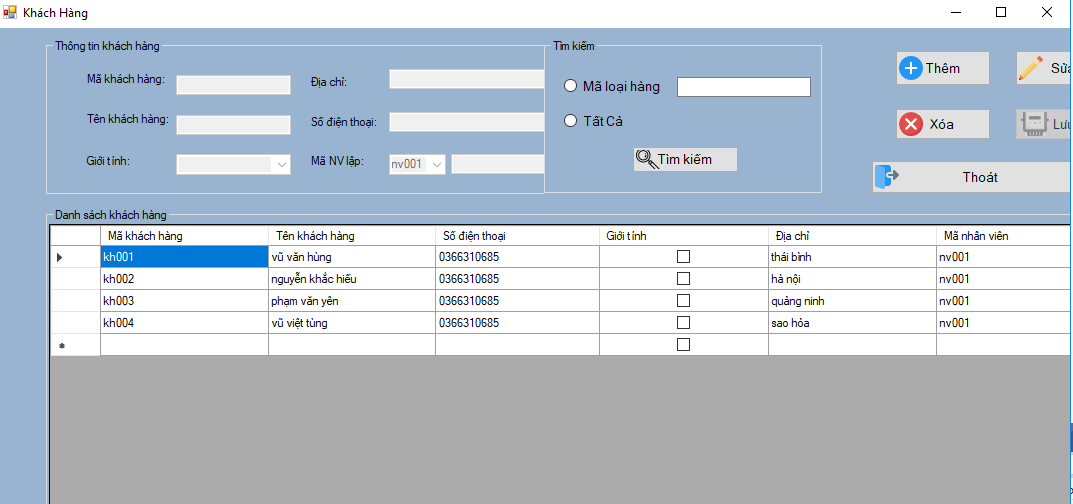 Khách Hàng
Thông tin khách hàng
Mã khách hàng:
Địa chỉ:
Tên khách hàng:
Số điện thoại:
Giới tính:
Mã NV lập:
nv001
Tìm kiếm
Mã loại hàng
Tất Cả
Tìm kiếm
Thêm
Sửa
Xóa
Lưu
Thoát
Danh sách khách hàng
Mã khách hàng Tên khách hàng Số điện thoại Giới tính Địa chỉ Mã nhân viên
kh001 vũ văn hùng 0366310685 thái bình nv001
kh002 nguyễn khắc hiếu 0366310685 hà nội nv001
kh003 phạm văn yên 0366310685 quảng ninh nv001
kh004 vũ việt tùng 0366310685 sao hỏa nv001